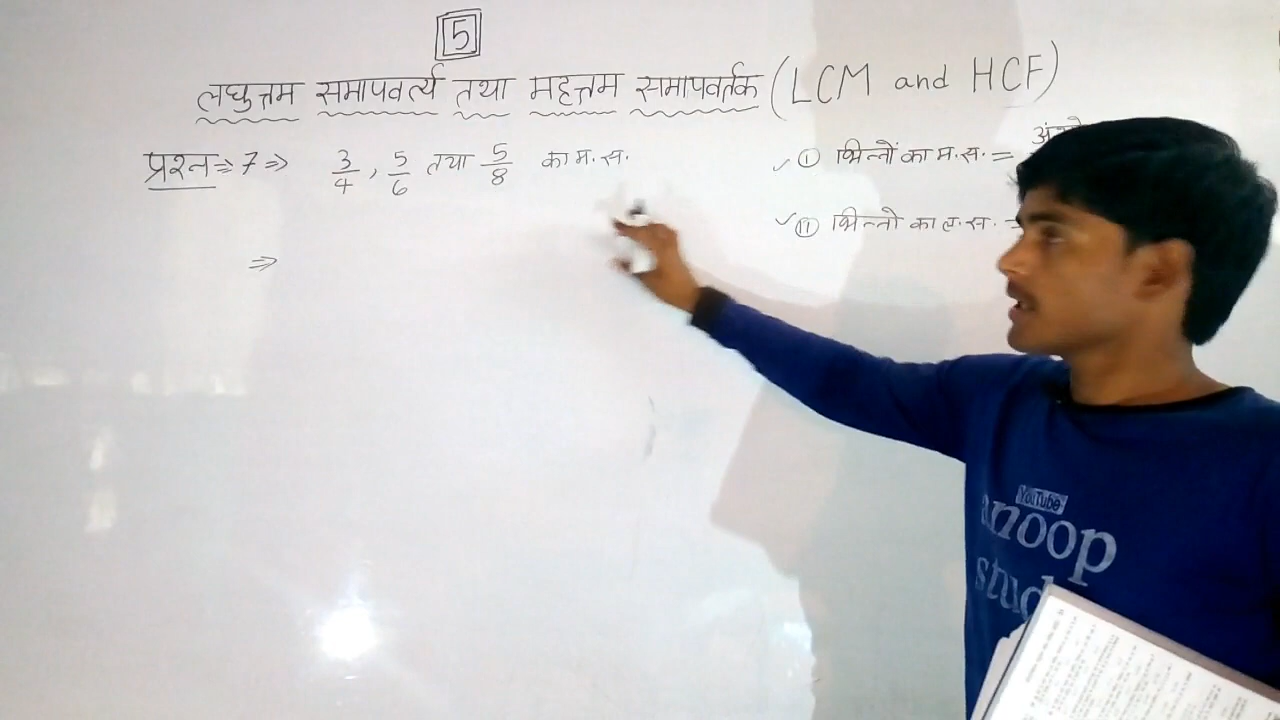 5
लघुत्तम समापवर्त्य तथा महत्तम समापवर्तक (LCM and HCF)
प्रश्न ⇒ 7 ⇒ 3/4 , 5/6 तथा 5/8 का म. स.
① भिन्नों का म. स. =
⑪ भिन्नों का ल. स. =
⇒
YouTube
anoop